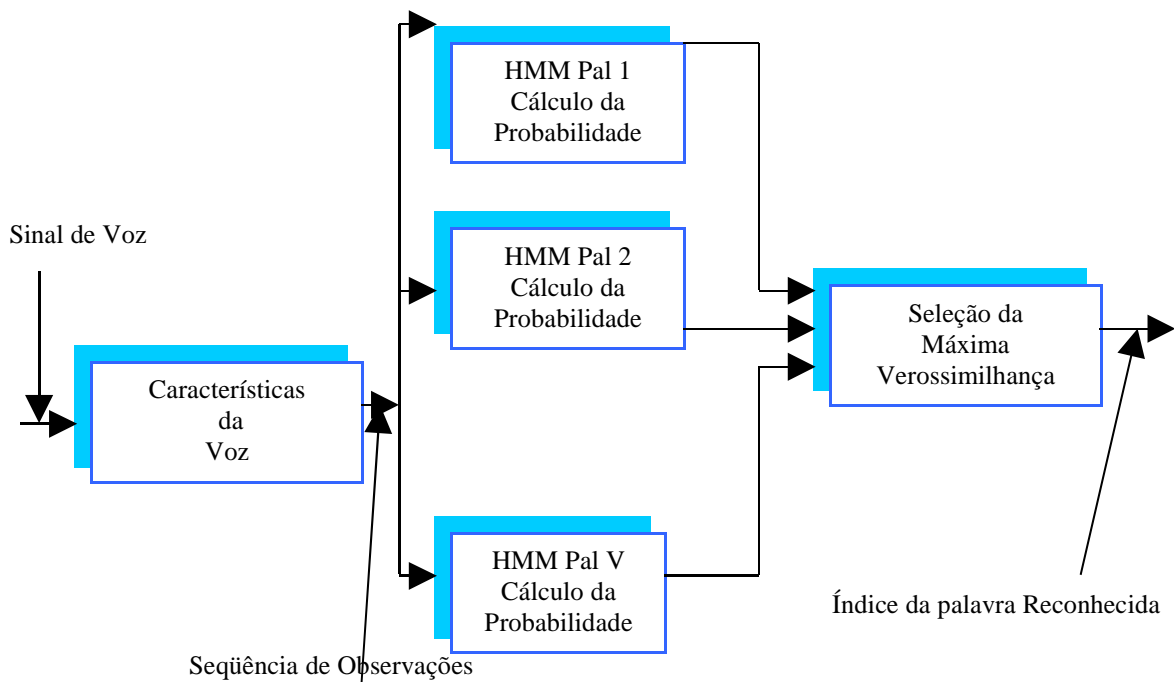 HMM Pal 1
Cálculo da
Probabilidade
Sinal de Voz
HMM Pal 2
Cálculo da
Probabilidade
Seleção da
Máxima
Verossimilhança
Características
da
Voz
HMM Pal V
Cálculo da
Probabilidade
Índice da palavra Reconhecida
Seqüência de Observações